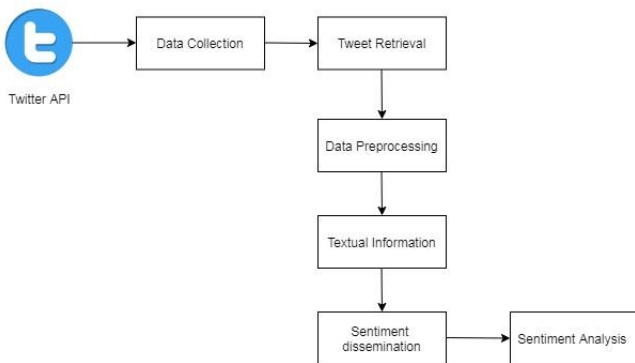 Twitter API
Data Collection
Tweet Retrieval
Data Preprocessing
Textual Information
Sentiment
dissemination
Sentiment Analysis